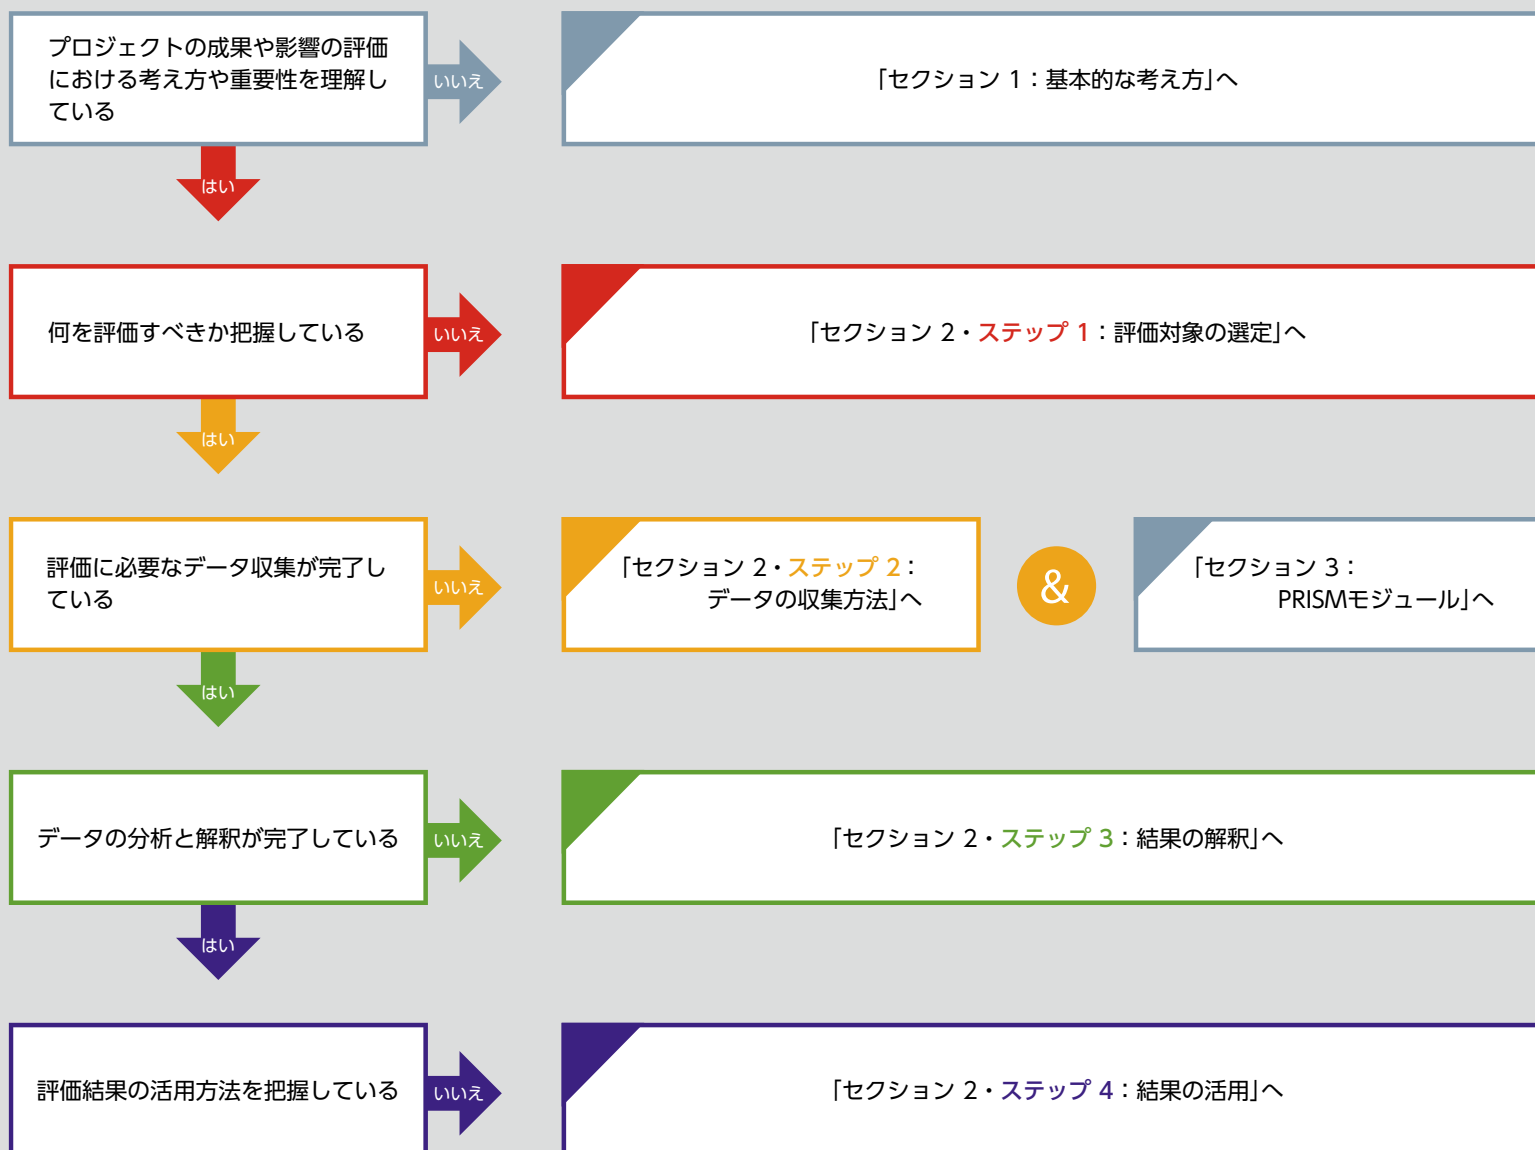 プロジェクトの成果や影響の評価
における考え方や重要性を理解し
ている
いいえ
「セクション 1：基本的な考え方」へ
はい
何を評価すべきか把握している
いいえ
「セクション 2・ステップ 1：評価対象の選定」へ
はい
評価に必要なデータ収集が完了し
ている
いいえ
「セクション 2・ステップ 2：
データの収集方法」へ
&
「セクション 3：
PRISMモジュール」へ
はい
データの分析と解釈が完了している
いいえ
「セクション 2・ステップ 3：結果の解釈」へ
はい
評価結果の活用方法を把握している
いいえ
「セクション 2・ステップ 4：結果の活用」へ